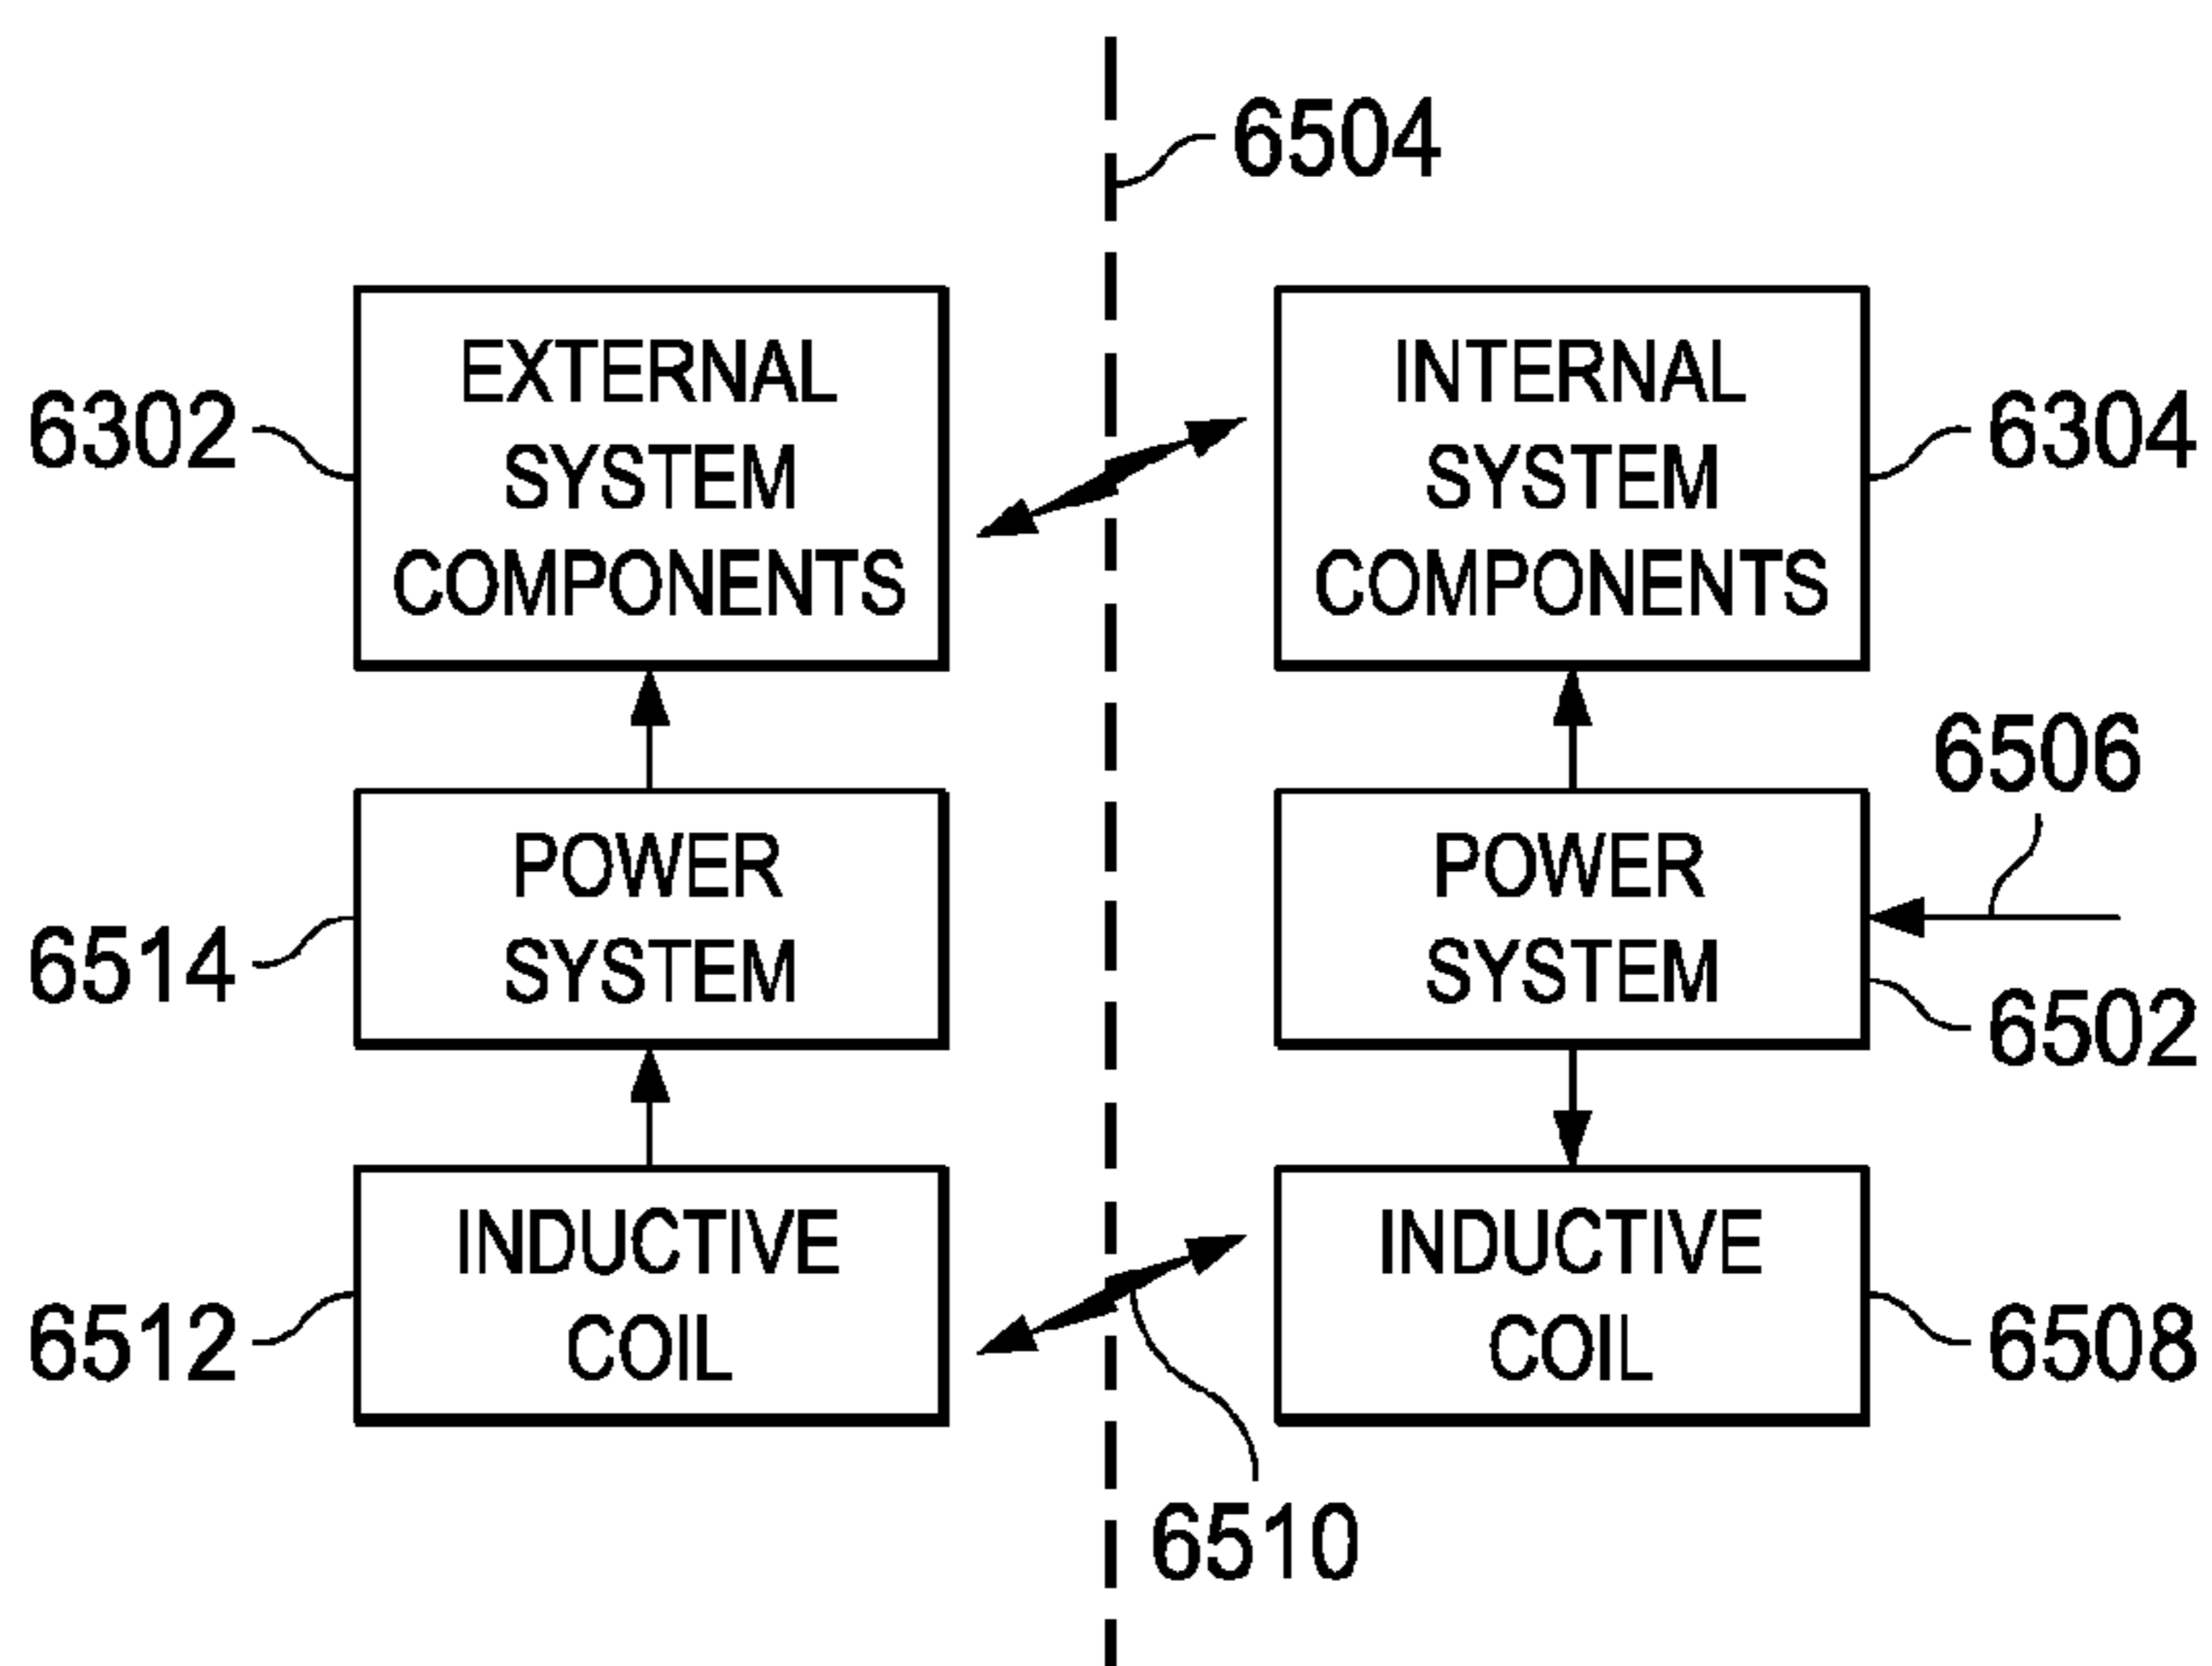 6504
EXTERNAL
SYSTEM
COMPONENTS
INTERNAL
SYSTEM
COMPONENTS
6302
6304
6506
POWER
SYSTEM
POWER
SYSTEM
6514
6502
INDUCTIVE
COIL
INDUCTIVE
COIL
6512
6508
6510